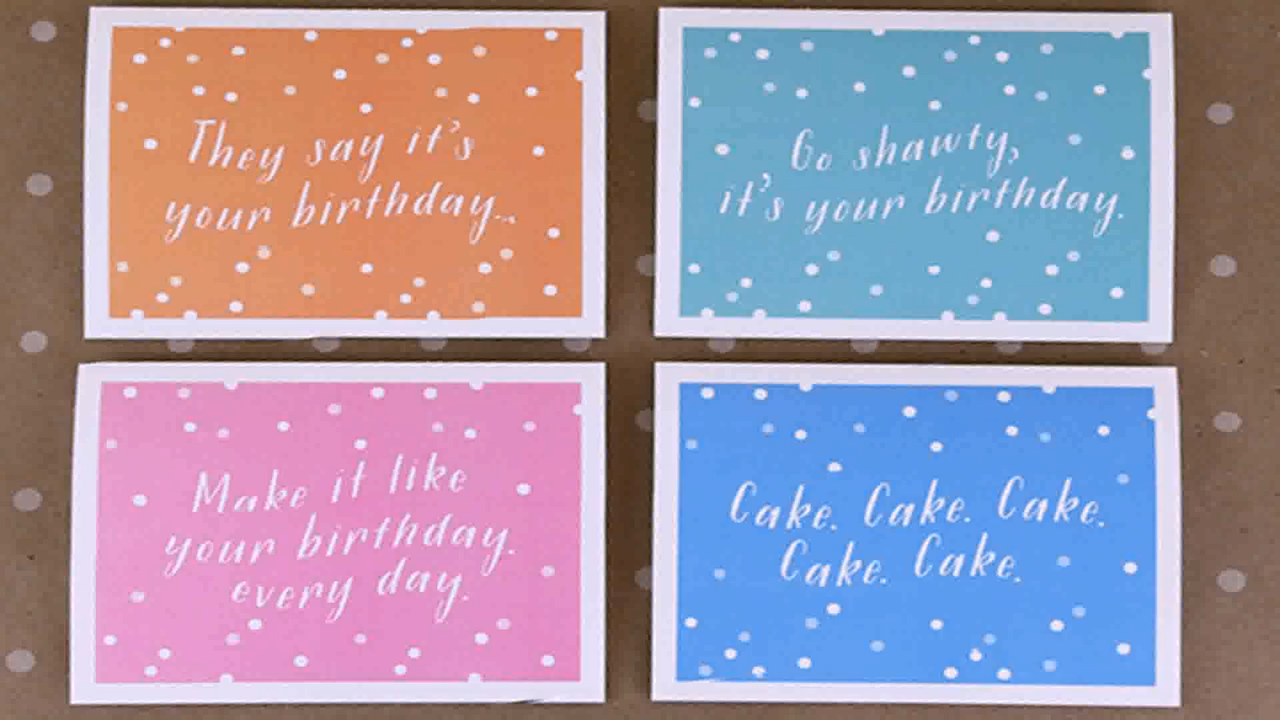 They say it's
your birthday...
Go shawty,
it's your birthday.
Make it like
your birthday.
every day.
Cake. Cake. Cake.
Cake. Cake.